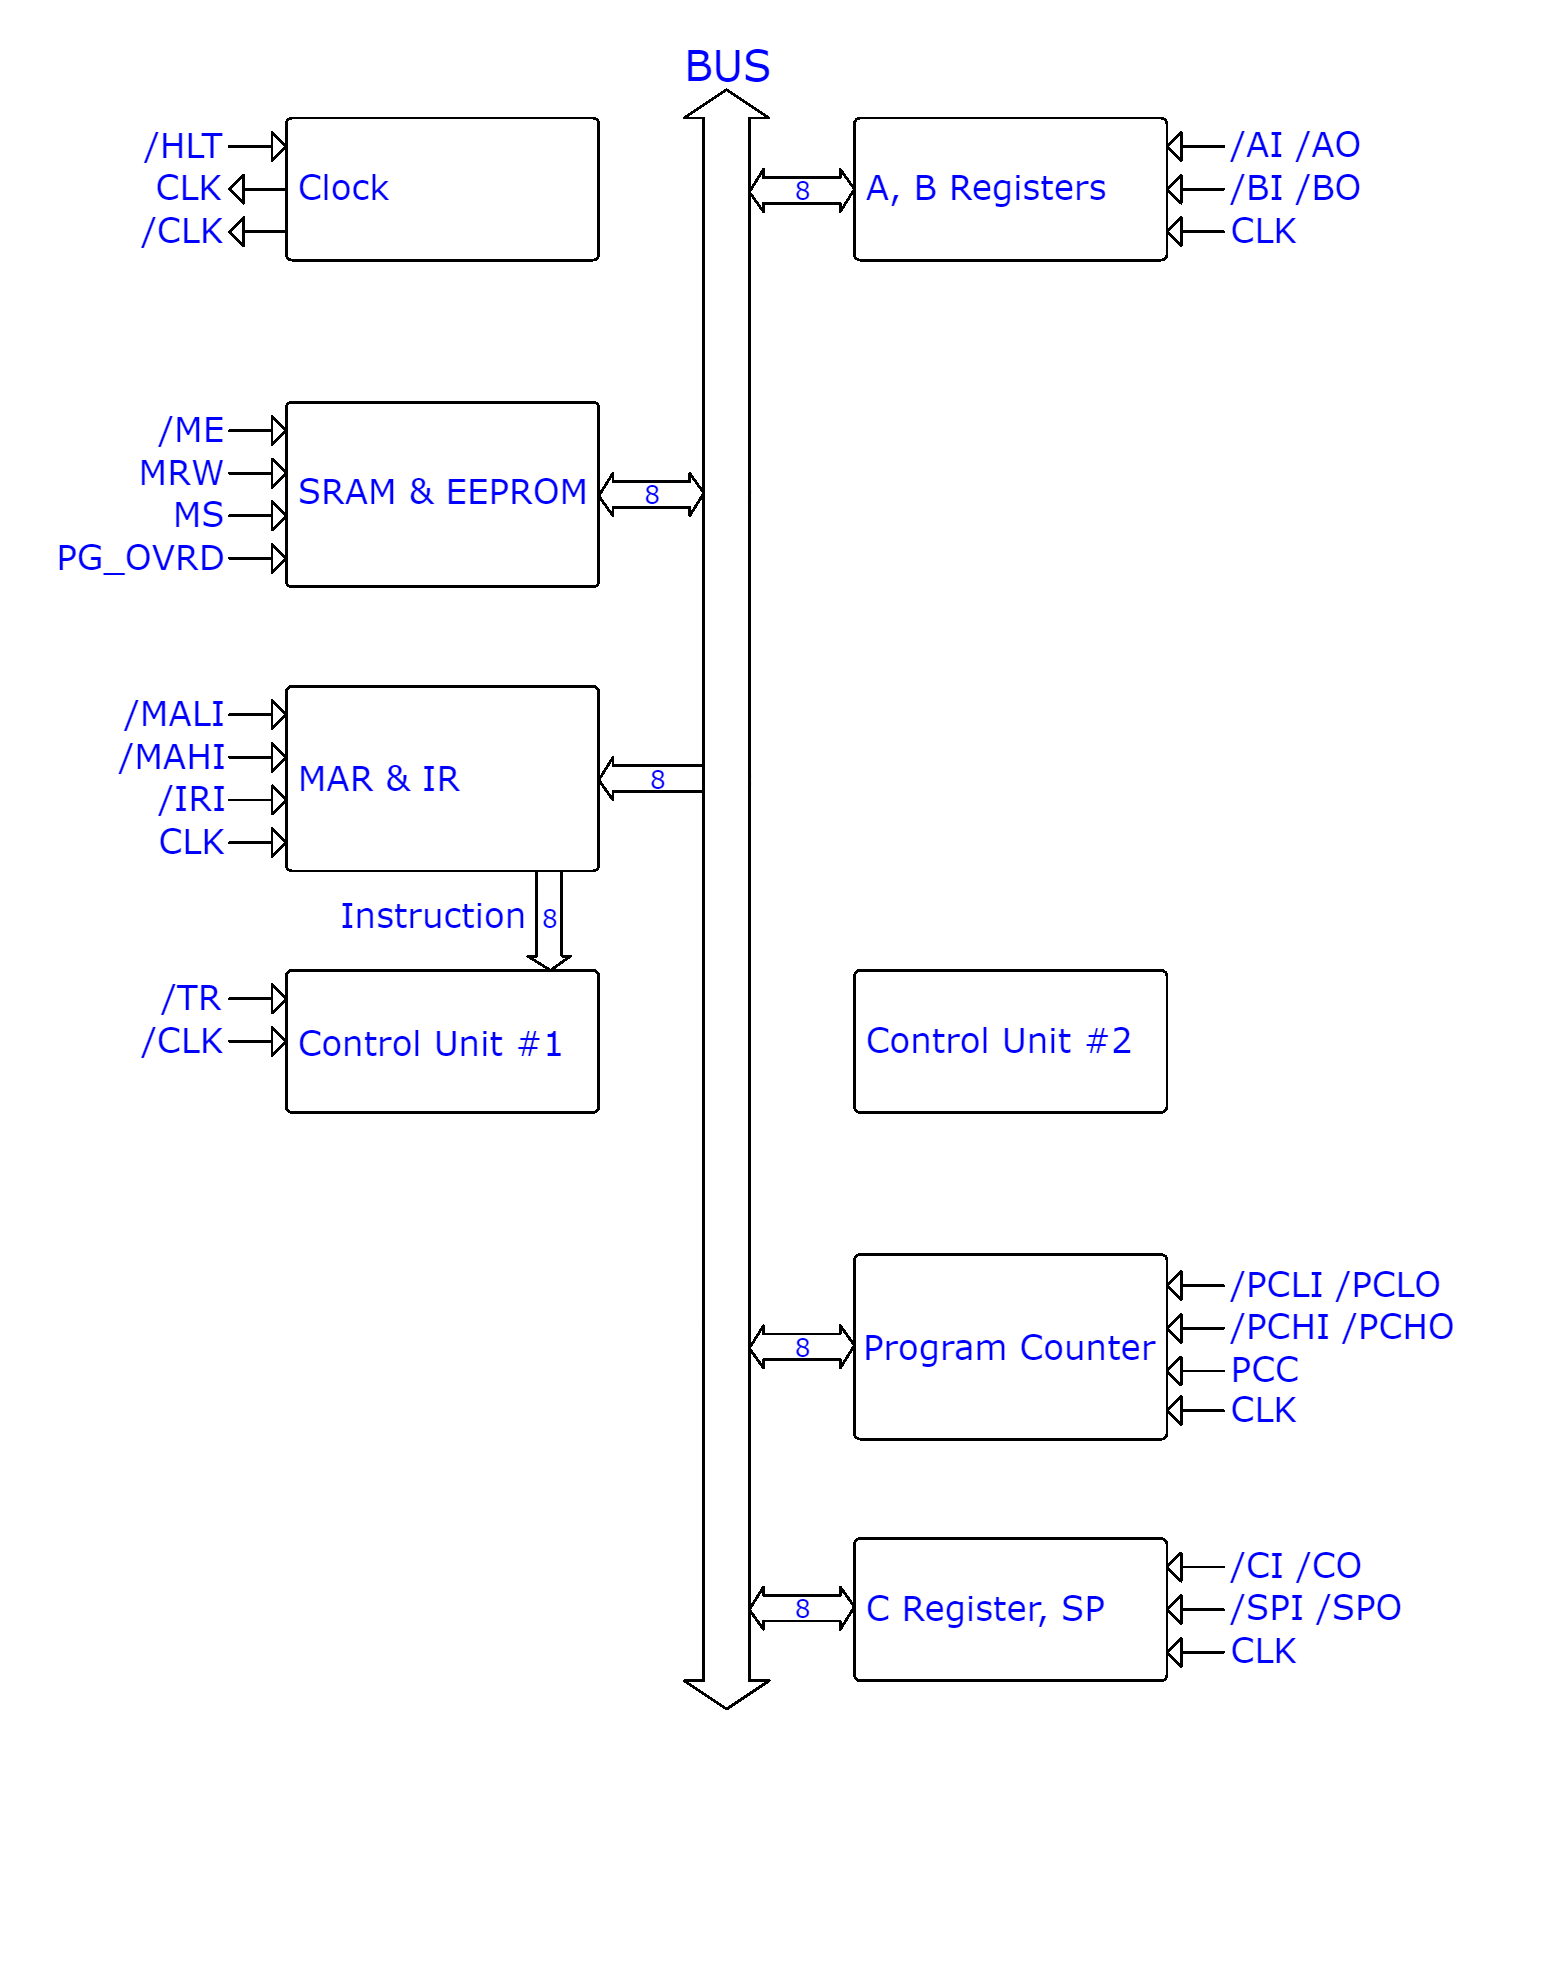 BUS
/HLT
CLK
/CLK
Clock
8
A, B Registers
/AI /AO
/BI /BO
CLK
/ME
MRW
MS
PG_OVRD
SRAM & EEPROM
8
/MALI
/MAHI
/IRI
CLK
MAR & IR
8
Instruction
8
/TR
/CLK
Control Unit #1
Control Unit #2
8
Program Counter
/PCLI /PCLO
/PCHI /PCHO
PCC
CLK
8
C Register, SP
/CI /CO
/SPI /SPO
CLK